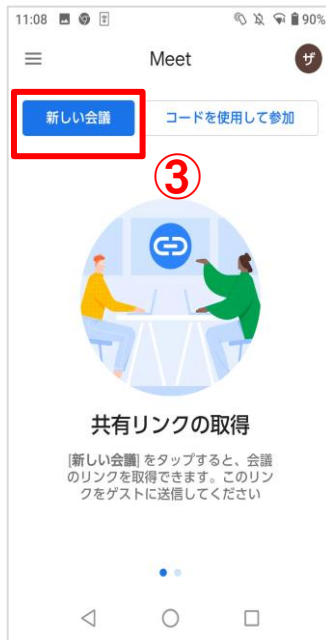 11:08 90%
Meet ザ
新しい会議 コードを使用して参加
③
共有リンクの取得
[新しい会議] をタップすると、会議
のリンクを取得できます。このリン
クをゲストに送信してください